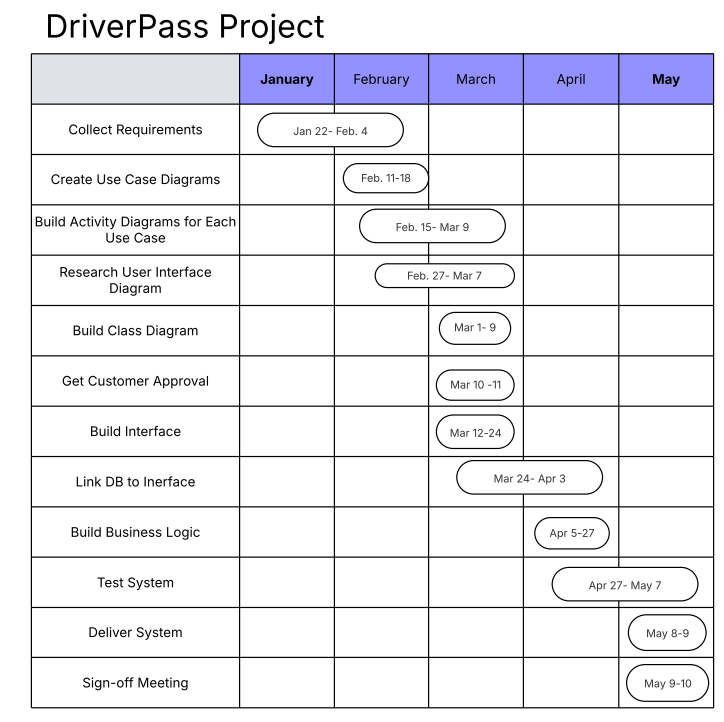 DriverPass Project
January February March April May
Collect Requirements Jan 22- Feb. 4
Create Use Case Diagrams Feb. 11-18
Build Activity Diagrams for Each
Use Case Feb. 15- Mar 9
Research User Interface
Diagram Feb. 27- Mar 7
Build Class Diagram Mar 1- 9
Get Customer Approval Mar 10 -11
Build Interface Mar 12-24
Link DB to Inerface Mar 24- Apr 3
Build Business Logic Apr 5-27
Test System Apr 27- May 7
Deliver System May 8-9
Sign-off Meeting May 9-10